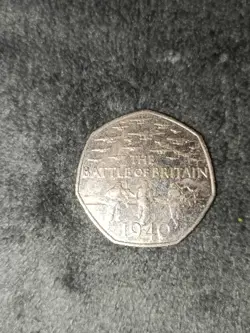 THE
BATTLE OF BRITAIN
1940